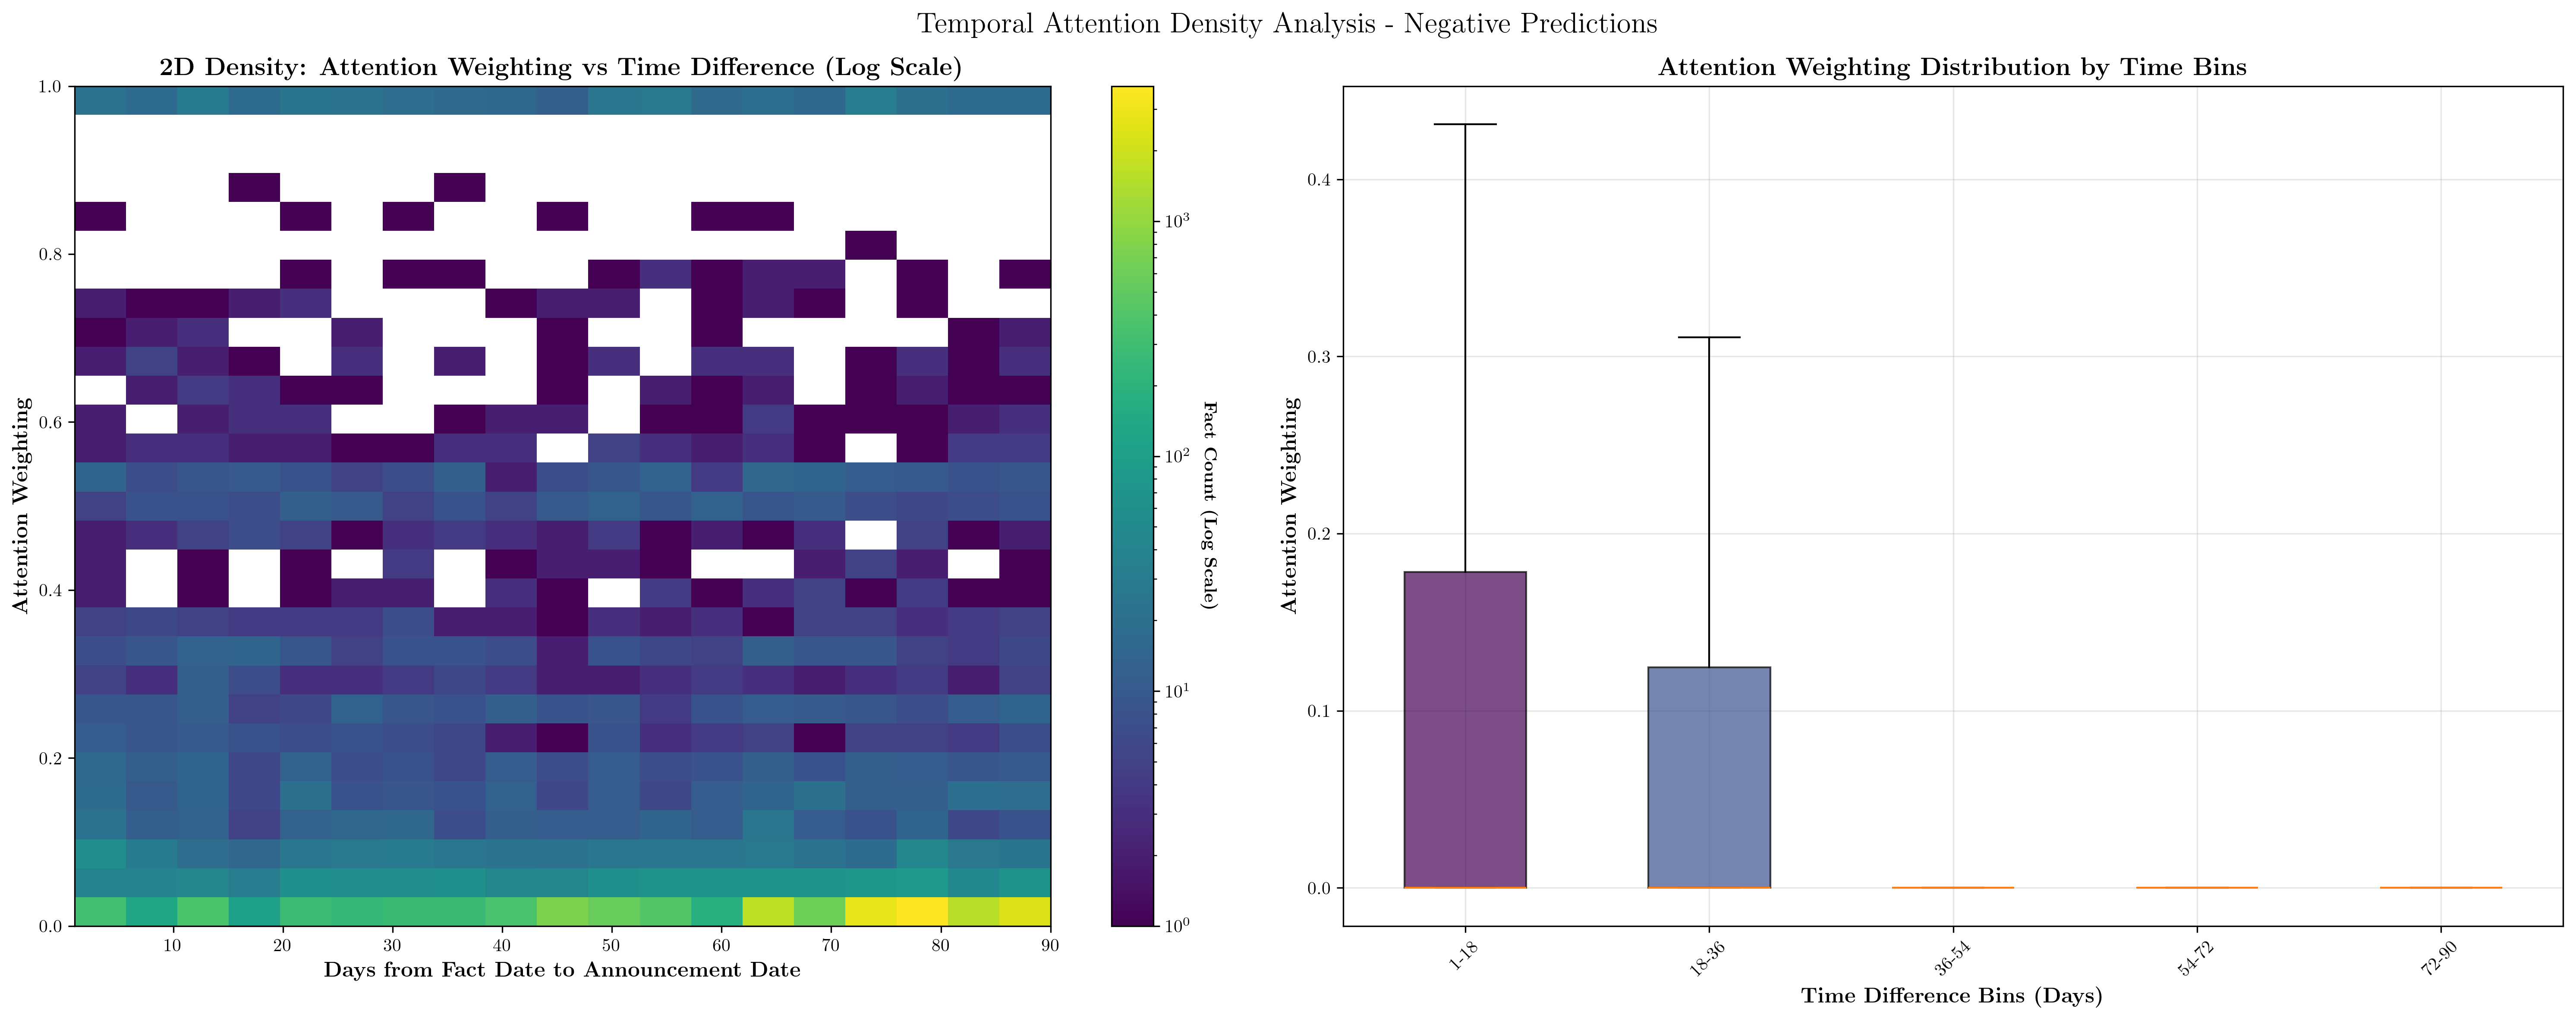 Temporal Attention Density Analysis - Negative Predictions
2D Density: Attention Weighting vs Time Difference (Log Scale)
Attention Weighting
1.0
0.8
0.6
0.4
0.2
0.0
10 20 30 40 50 60 70 80 90
Days from Fact Date to Announcement Date
10³
10²
10¹
10⁰
Fact Count (Log Scale)
Attention Weighting Distribution by Time Bins
Attention Weighting
0.4
0.3
0.2
0.1
0.0
1-18 18-36 36-54 54-72 72-90
Time Difference Bins (Days)